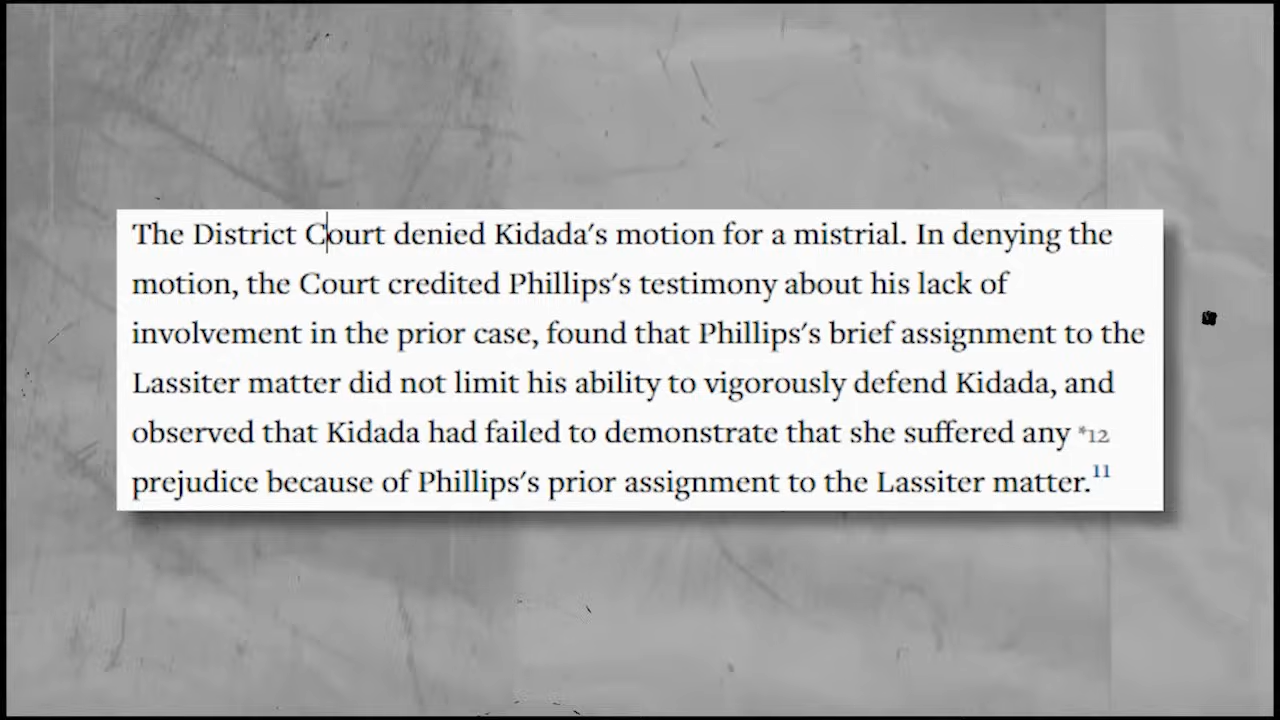 The District Court denied Kidada's motion for a mistrial. In denying the
motion, the Court credited Phillips's testimony about his lack of
involvement in the prior case, found that Phillips's brief assignment to the
Lassiter matter did not limit his ability to vigorously defend Kidada, and
observed that Kidada had failed to demonstrate that she suffered any *12
prejudice because of Phillips's prior assignment to the Lassiter matter.11